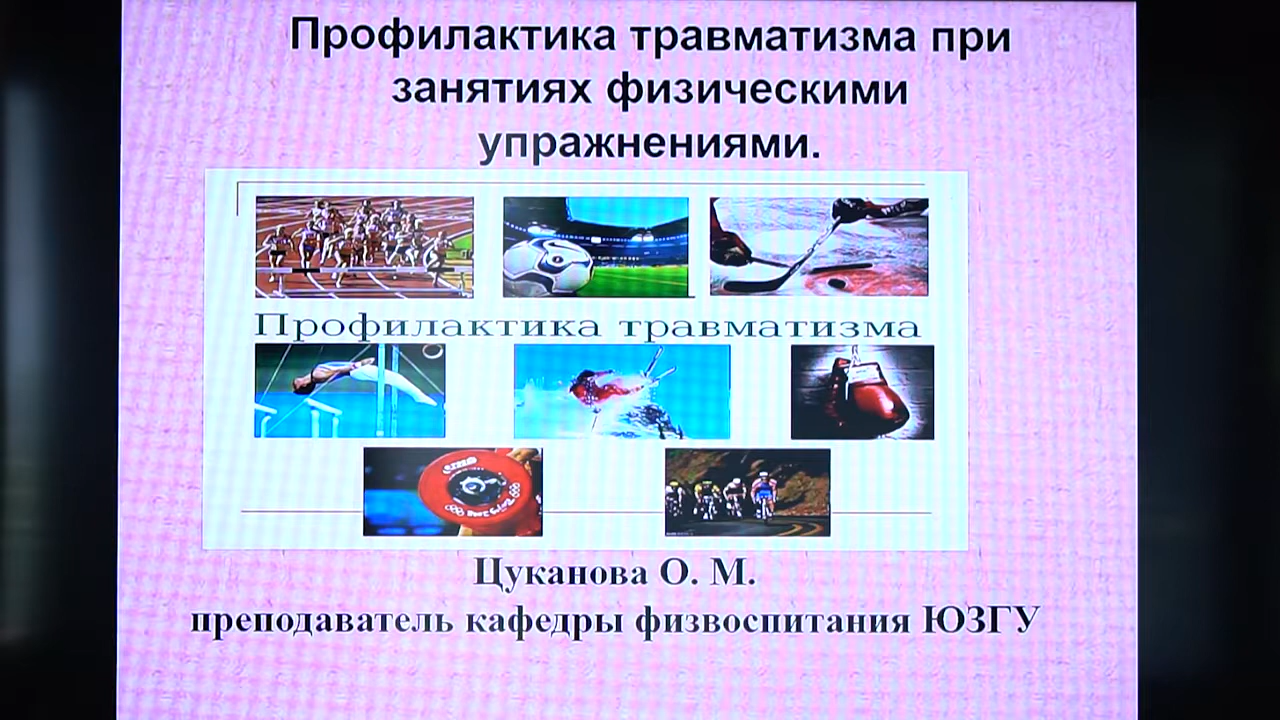 Профилактика травматизма при
занятиях физическими
упражнениями.
Профилактика травматизма
Цуканова О. М.
преподаватель кафедры физвоспитания ЮЗГУ